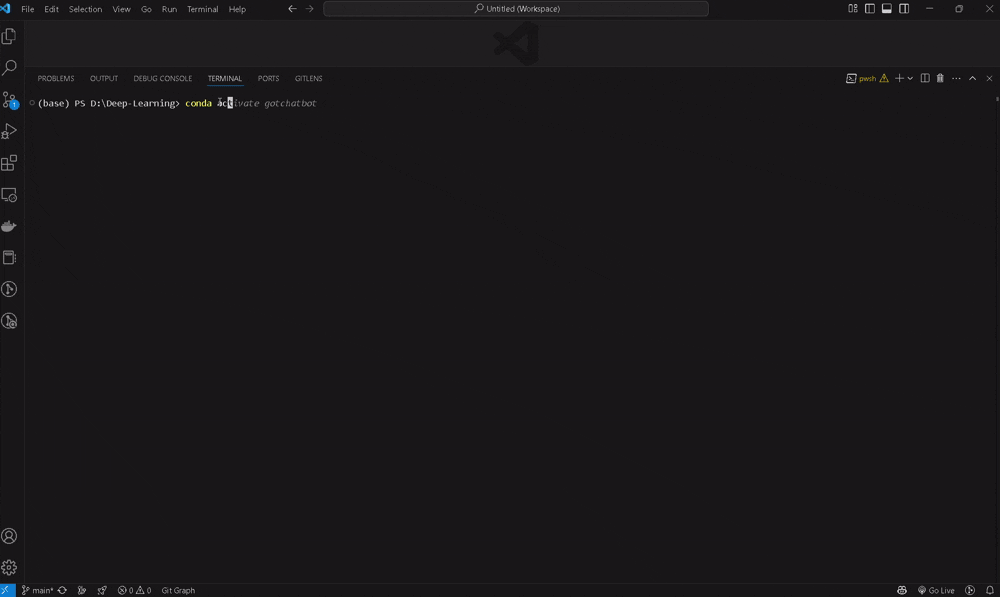 File Edit Selection View Go Run Terminal Help Untitled (Workspace)
PROBLEMS OUTPUT DEBUG CONSOLE TERMINAL PORTS GITLENS pwsh
(base) PS D:\Deep-Learning> conda activate gotchatbot
1
main* 0 0 Git Graph Go Live